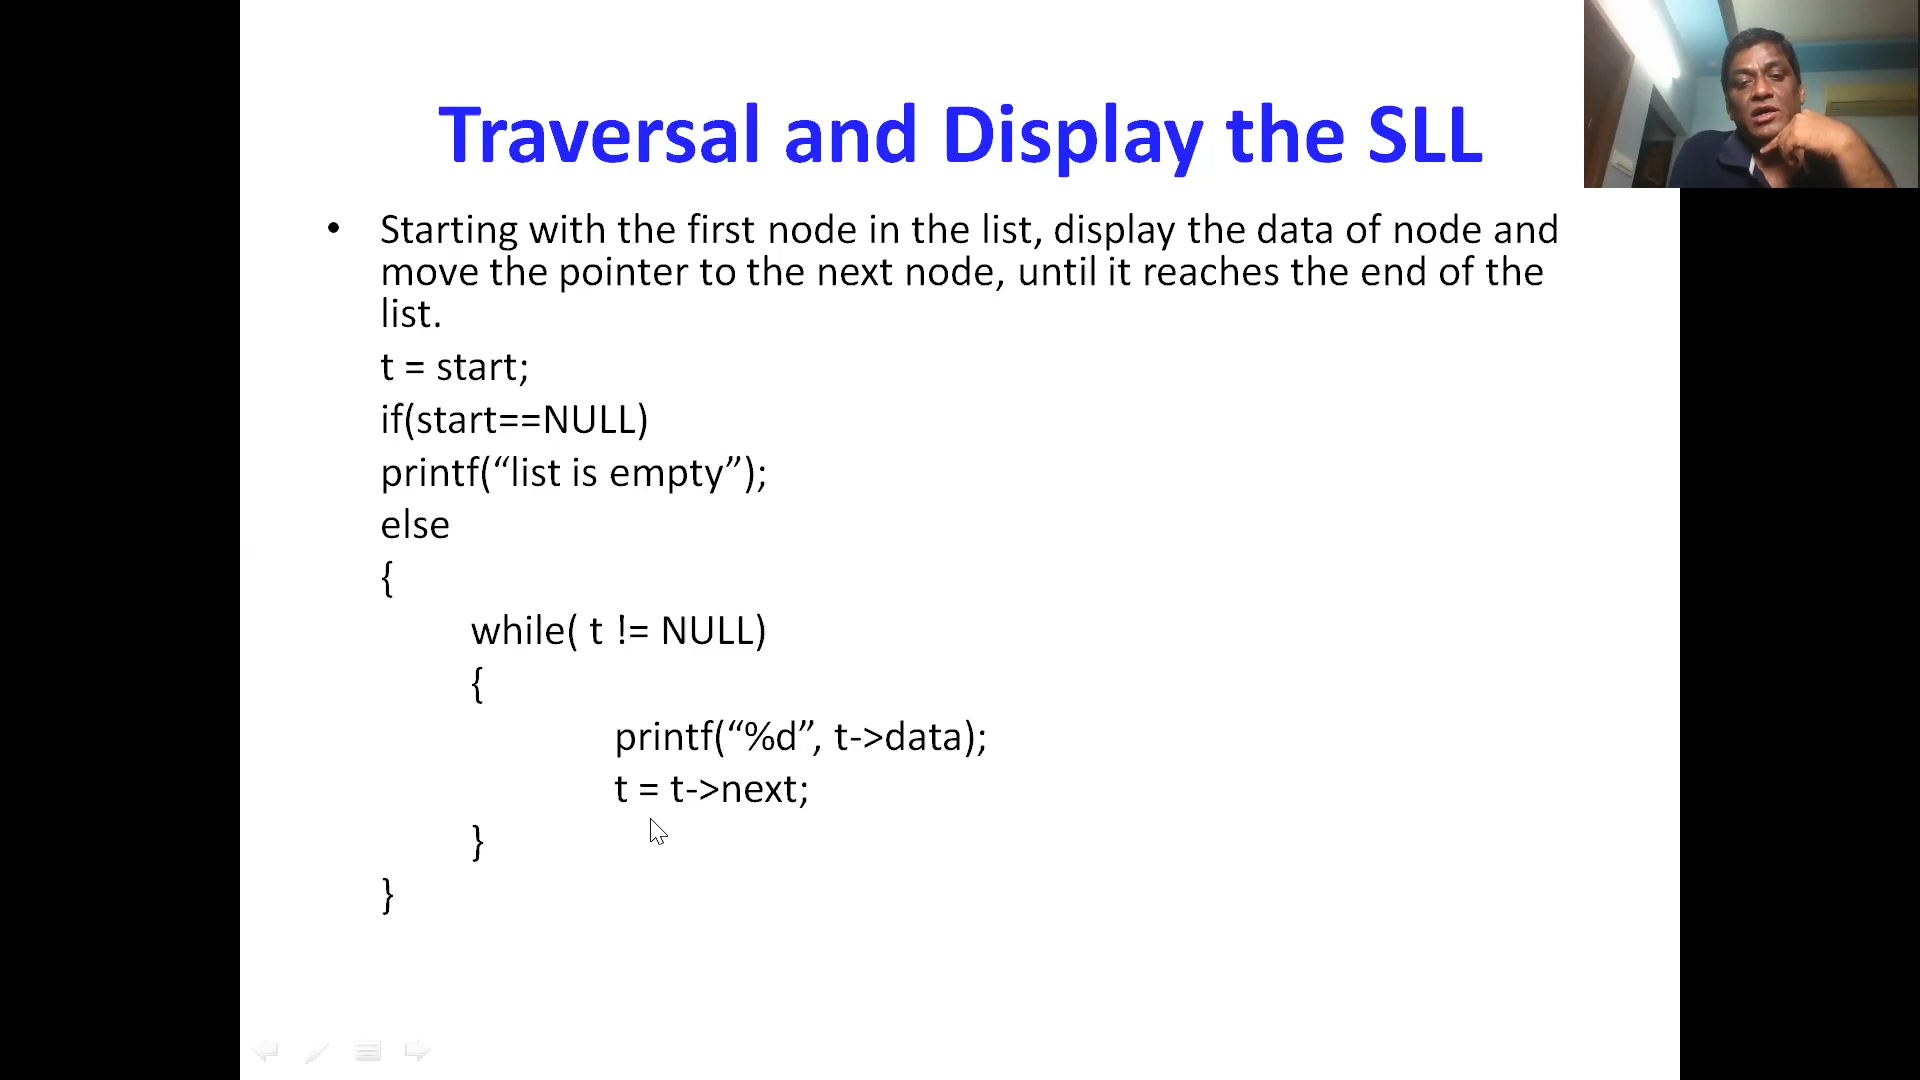 Traversal and Display the SLL
• Starting with the first node in the list, display the data of node and
move the pointer to the next node, until it reaches the end of the
list.
t = start;
if(start==NULL)
printf(“list is empty”);
else
{
while( t != NULL)
{
printf(“%d”, t->data);
t = t->next;
}
}